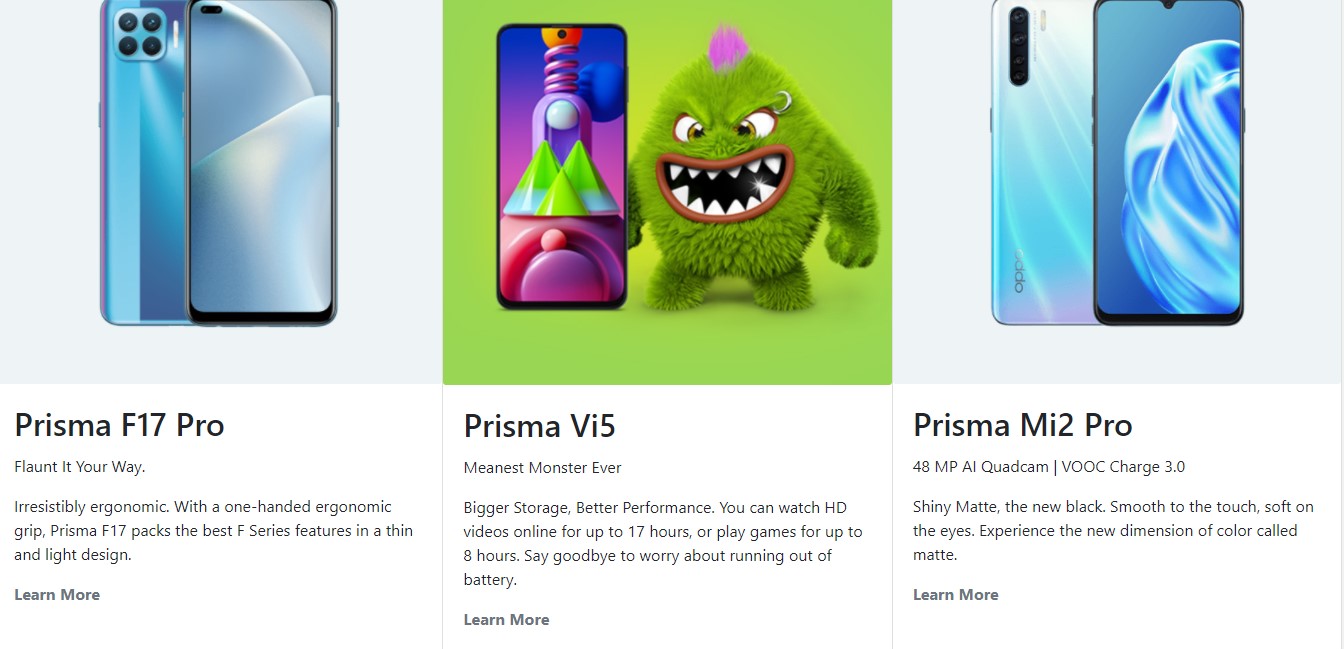 oppo
Prisma F17 Pro
Flaunt It Your Way.
Irresistibly ergonomic. With a one-handed ergonomic
grip, Prisma F17 packs the best F Series features in a thin
and light design.
Learn More
Prisma Vi5
Meanest Monster Ever
Bigger Storage, Better Performance. You can watch HD
videos online for up to 17 hours, or play games for up to
8 hours. Say goodbye to worry about running out of
battery.
Learn More
Prisma Mi2 Pro
48 MP AI Quadcam | VOOC Charge 3.0
Shiny Matte, the new black. Smooth to the touch, soft on
the eyes. Experience the new dimension of color called
matte.
Learn More